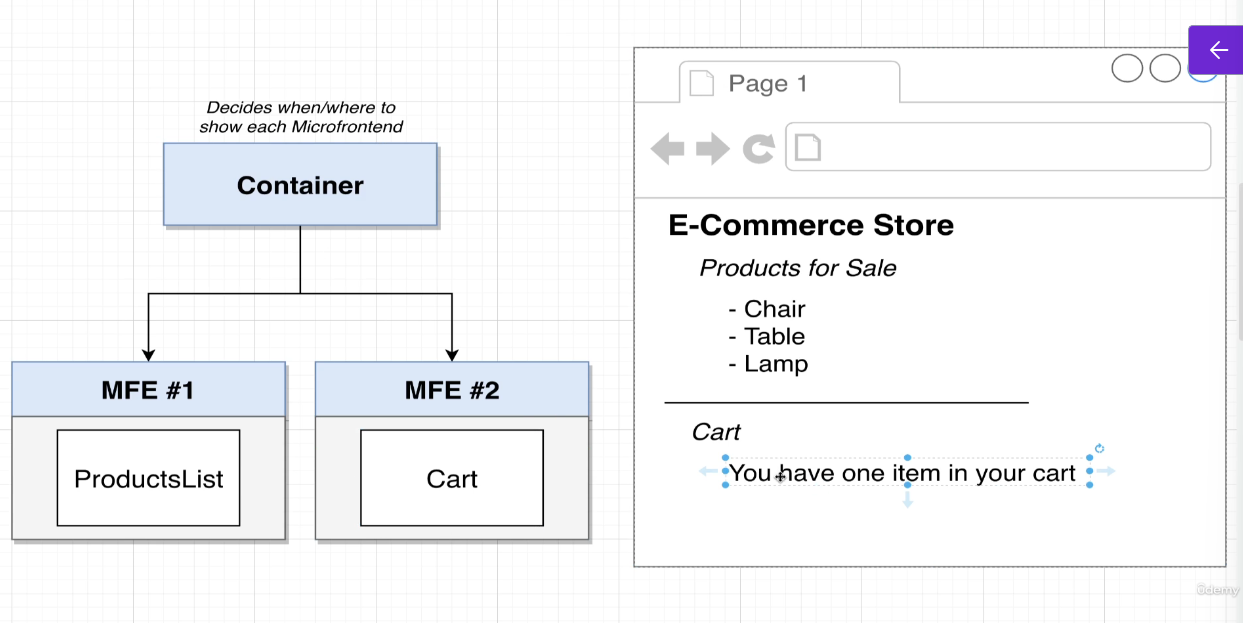 Decides when/where to
show each Microfrontend
Container
MFE #1
ProductsList
MFE #2
Cart
Page 1
E-Commerce Store
Products for Sale
- Chair
- Table
- Lamp
Cart
You have one item in your cart
ûdemy